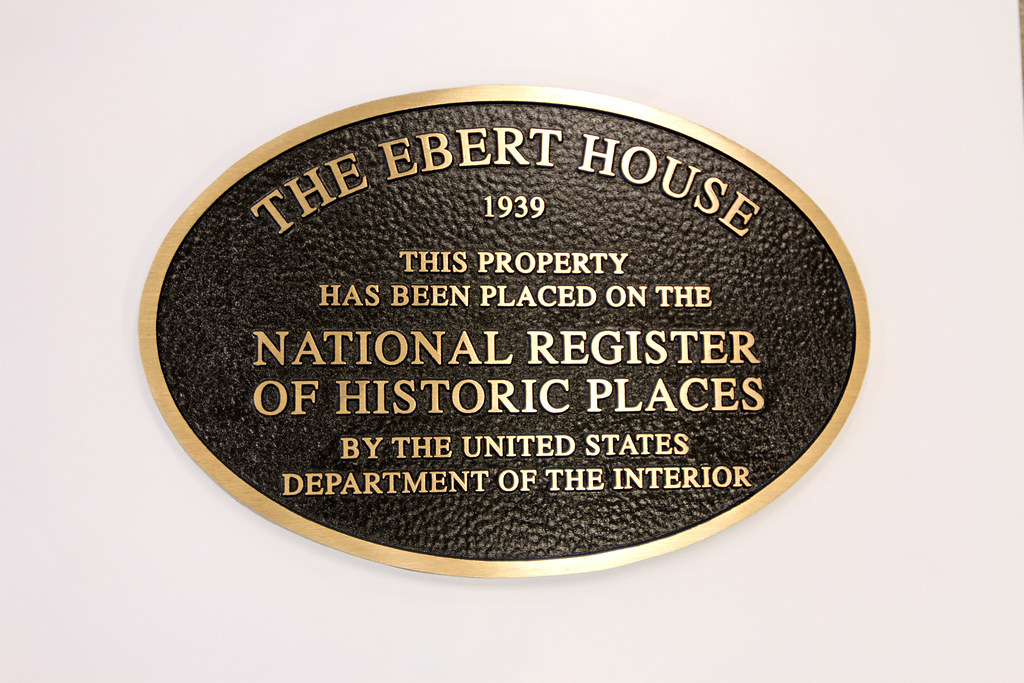 THE EBERT HOUSE
1939
THIS PROPERTY
HAS BEEN PLACED ON THE
NATIONAL REGISTER
OF HISTORIC PLACES
BY THE UNITED STATES
DEPARTMENT OF THE INTERIOR